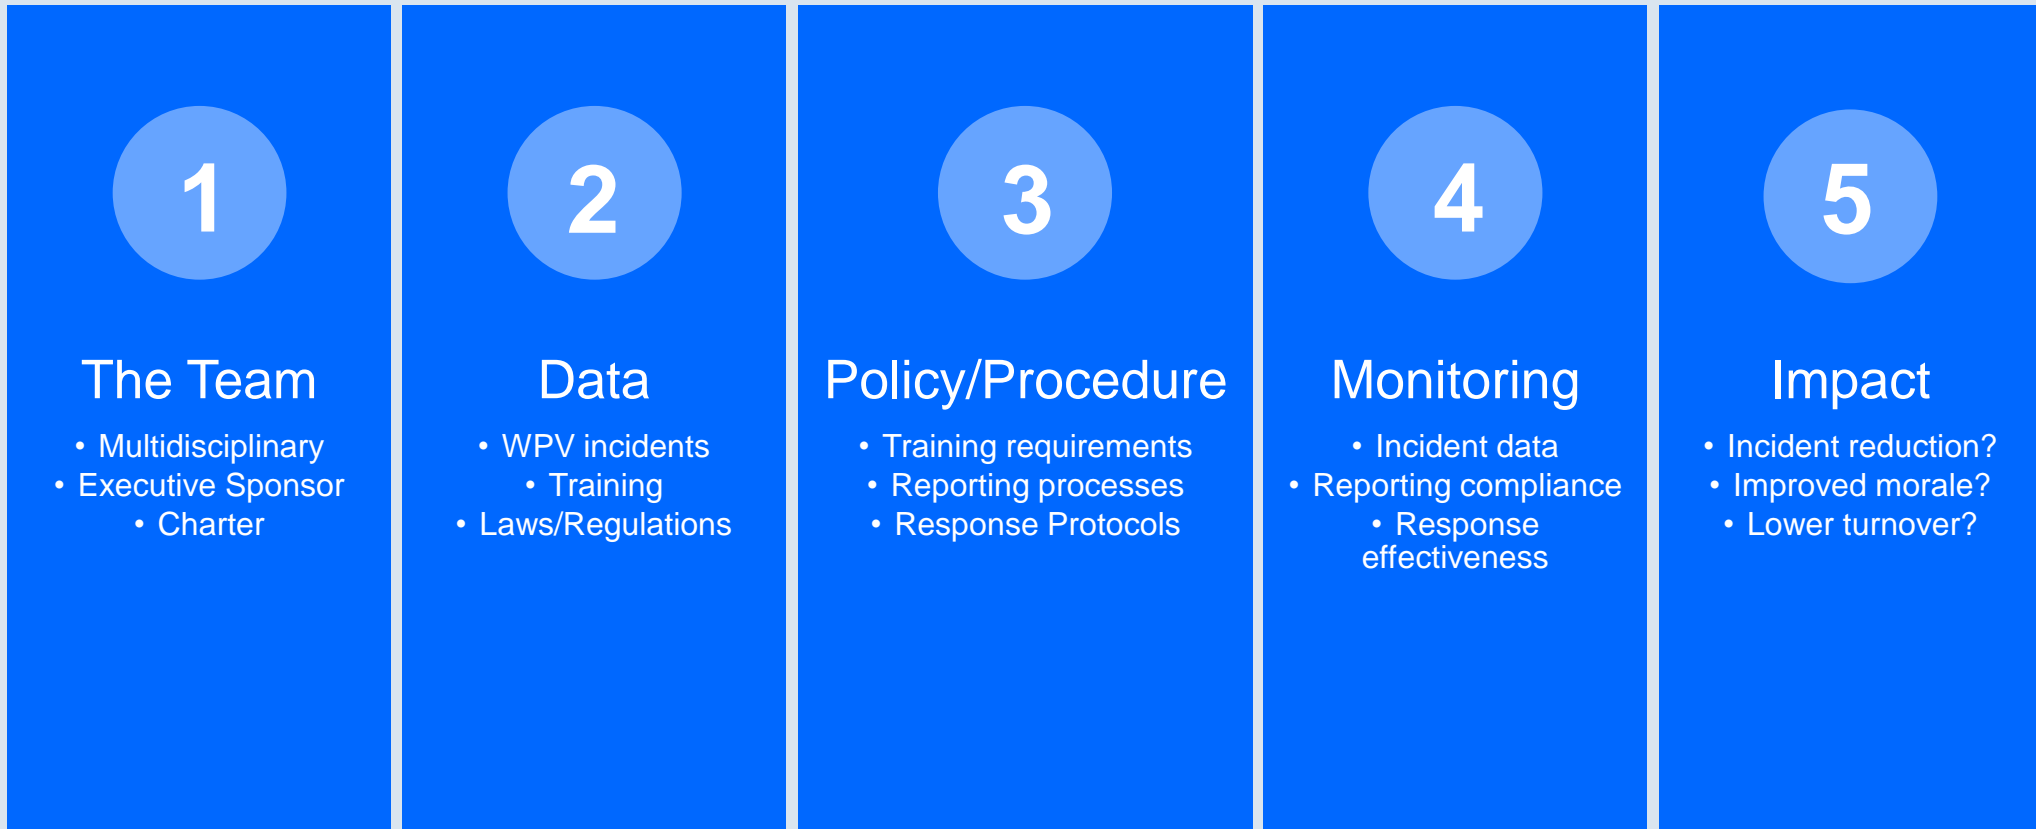 1
The Team
• Multidisciplinary
• Executive Sponsor
• Charter
2
Data
• WPV incidents
• Training
• Laws/Regulations
3
Policy/Procedure
• Training requirements
• Reporting processes
• Response Protocols
4
Monitoring
• Incident data
• Reporting compliance
• Response
effectiveness
5
Impact
• Incident reduction?
• Improved morale?
• Lower turnover?